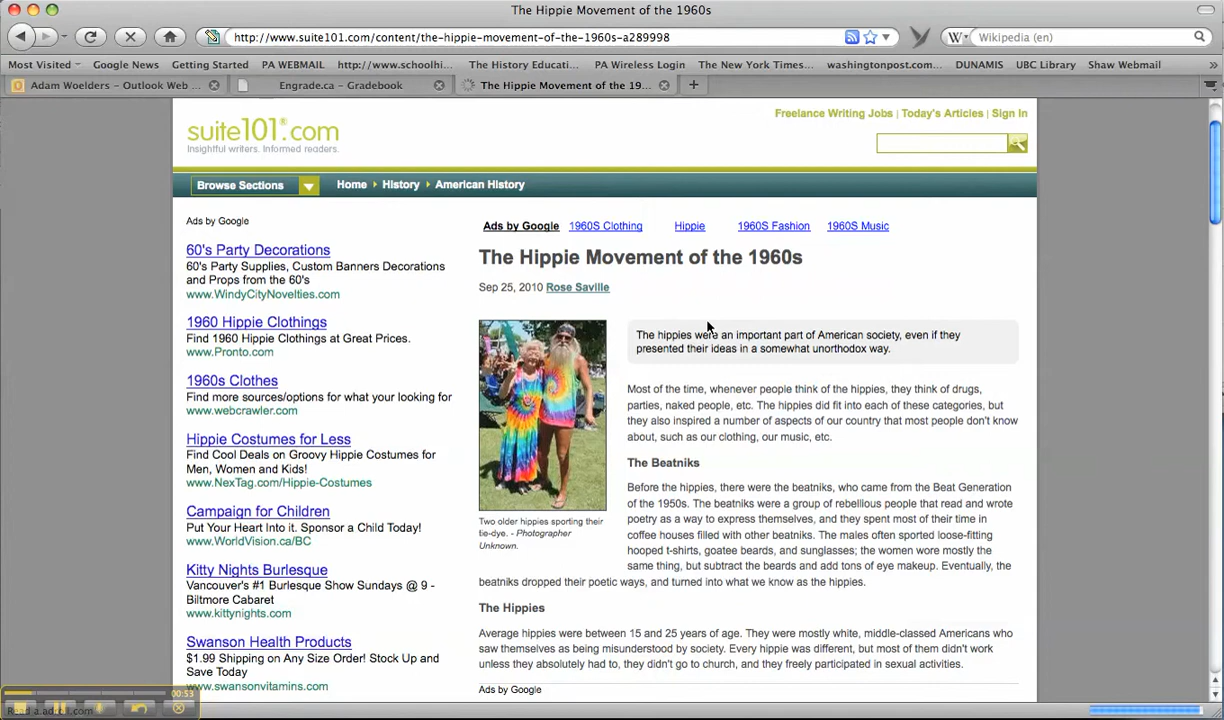 The Hippie Movement of the 1960s
http://www.suite101.com/content/the-hippie-movement-of-the-1960s-a289998
W
Wikipedia (en)
Most Visited
Google News
Getting Started
PA WEBMAIL
http://www.schoolhi...
The History Educati...
PA Wireless Login
The New York Times...
washingtonpost.com...
DUNAMIS
UBC Library
Shaw Webmail
»
Adam Woelders – Outlook Web ...
Engrade.ca – Gradebook
The Hippie Movement of the 19...
suite101.com
Insightful writers. Informed readers.
Freelance Writing Jobs | Today's Articles | Sign In
Browse Sections
Home
History
American History
Ads by Google
60's Party Decorations
60's Party Supplies, Custom Banners Decorations
and Props from the 60's
www.WindyCityNovelties.com
1960 Hippie Clothings
Find 1960 Hippie Clothings at Great Prices.
www.Pronto.com
1960s Clothes
Find more sources/options for what your looking for
www.webcrawler.com
Hippie Costumes for Less
Find Cool Deals on Groovy Hippie Costumes for
Men, Women and Kids!
www.NexTag.com/Hippie-Costumes
Campaign for Children
Put Your Heart Into it. Sponsor a Child Today!
www.WorldVision.ca/BC
Kitty Nights Burlesque
Vancouver's #1 Burlesque Show Sundays @ 9 -
Biltmore Cabaret
www.kittynights.com
Swanson Health Products
$1.99 Shipping on Any Size Order! Stock Up and
Save Today
www.swansonvitamins.com
Ads by Google 1960S Clothing Hippie 1960S Fashion 1960S Music
The Hippie Movement of the 1960s
Sep 25, 2010 Rose Saville
Two older hippies sporting their
tie-dye. - Photographer
Unknown.
The hippies were an important part of American society, even if they
presented their ideas in a somewhat unorthodox way.
Most of the time, whenever people think of the hippies, they think of drugs,
parties, naked people, etc. The hippies did fit into each of these categories, but
they also inspired a number of aspects of our country that most people don't know
about, such as our clothing, our music, etc.
The Beatniks
Before the hippies, there were the beatniks, who came from the Beat Generation
of the 1950s. The beatniks were a group of rebellious people that read and wrote
poetry as a way to express themselves, and they spent most of their time in
coffee houses filled with other beatniks. The males often sported loose-fitting
hooped t-shirts, goatee beards, and sunglasses; the women wore mostly the
same thing, but subtract the beards and add tons of eye makeup. Eventually, the
beatniks dropped their poetic ways, and turned into what we know as the hippies.
The Hippies
Average hippies were between 15 and 25 years of age. They were mostly white, middle-classed Americans who
saw themselves as being misunderstood by society. Every hippie was different, but most of them didn't work
unless they absolutely had to, they didn't go to church, and they freely participated in sexual activities.
Ads by Google
00:53